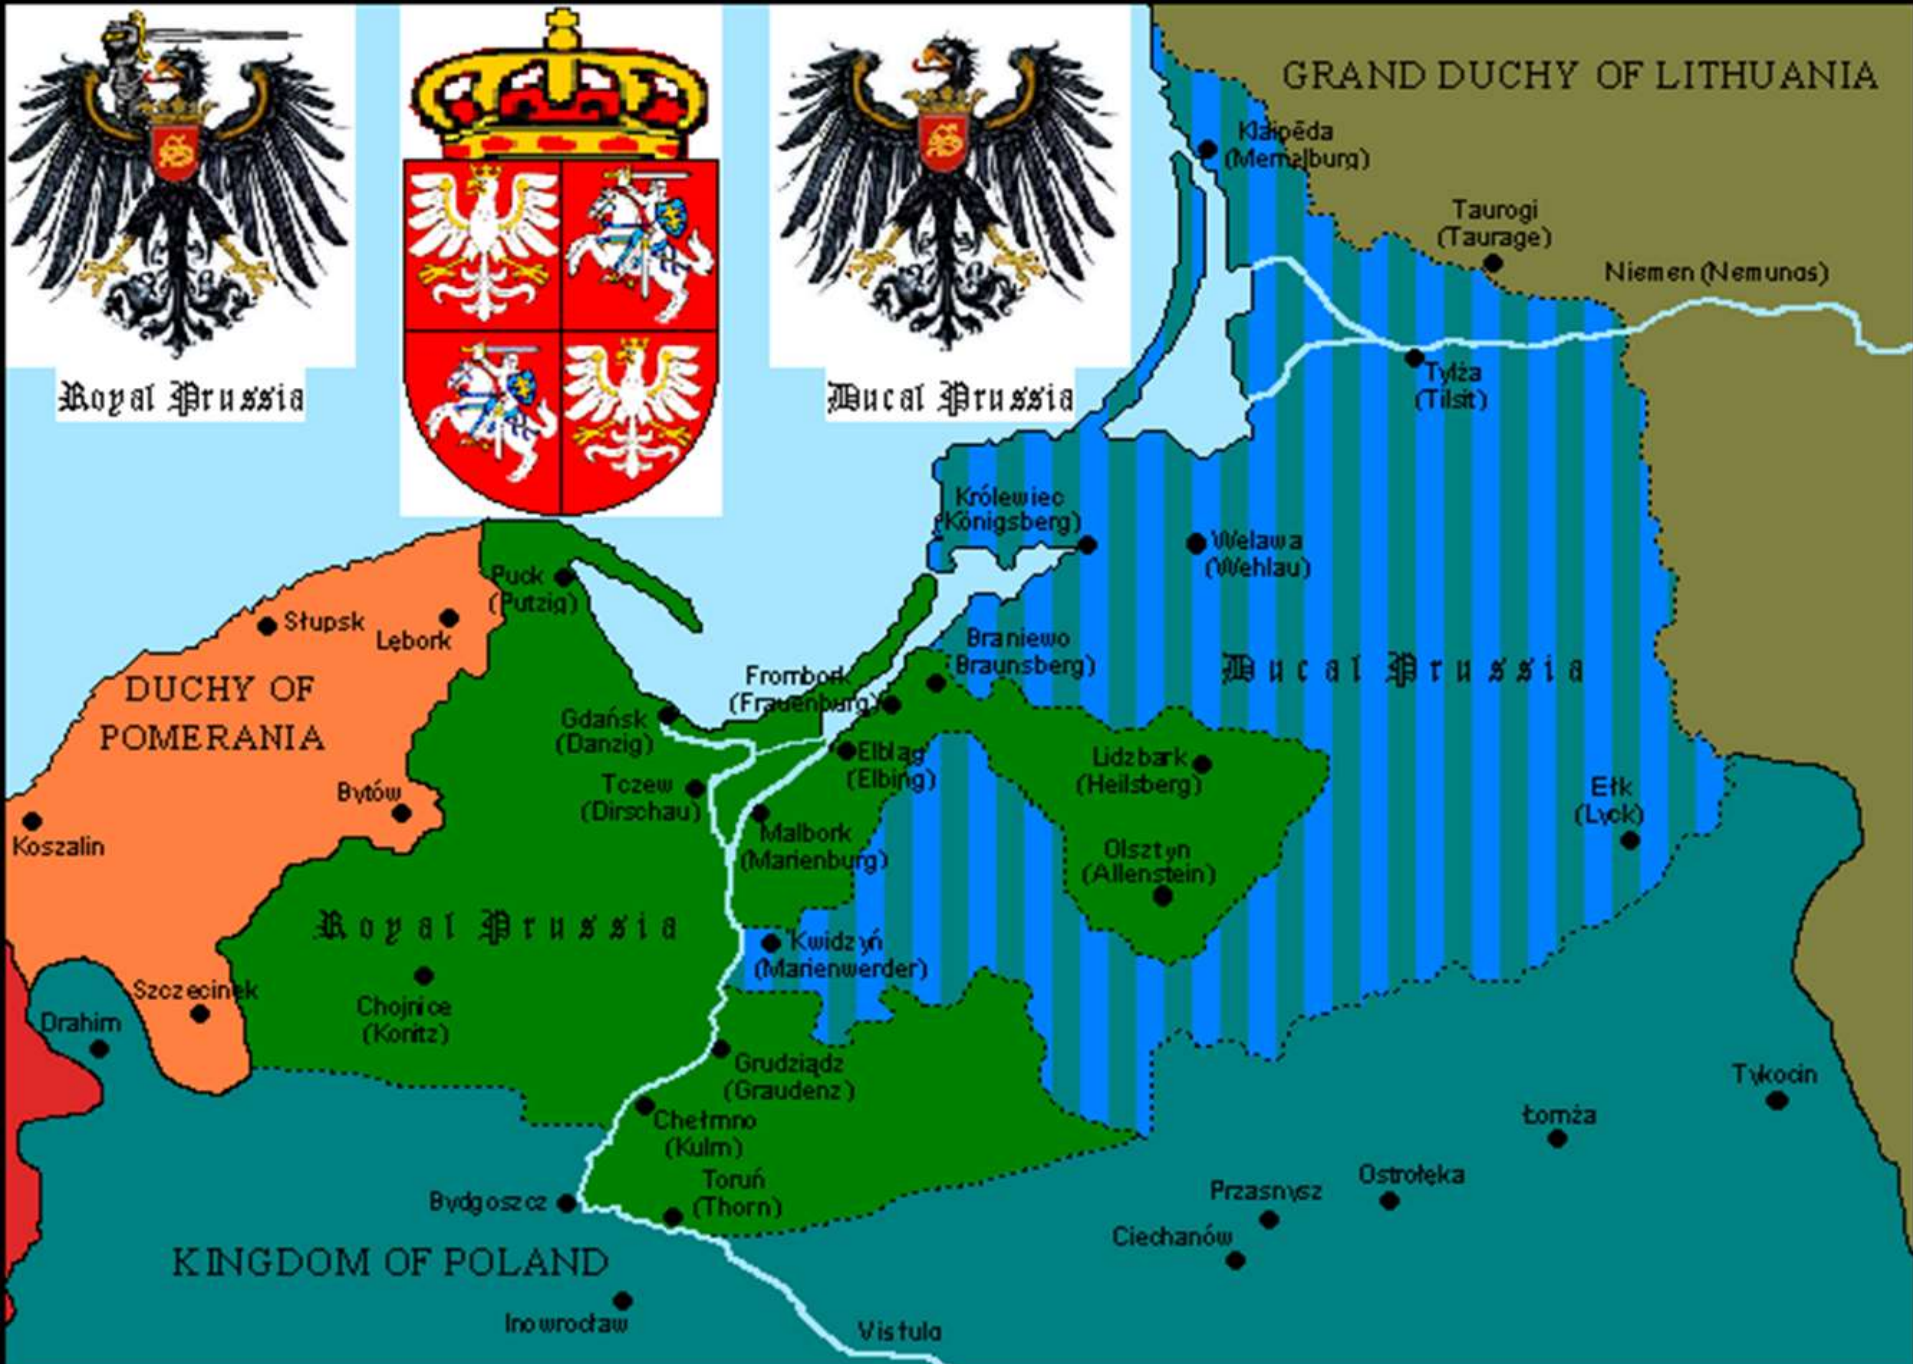 Royal Prussia
Ducal Prussia
GRAND DUCHY OF LITHUANIA
Klaipēda
(Memelburg)
Taurogi
(Taurage)
Niemen (Nemunas)
Tylża
(Tilsit)
Królewiec
(Königsberg)
Welawa
(Wehlau)
Puck
(Putzig)
Słupsk
Lębork
Braniewo
Braunsberg)
Ducal Prussia
Frombork
(Frauenburg)
DUCHY OF
POMERANIA
Gdańsk
(Danzig)
Elbląg
(Elbing)
Lidzbark
(Heilsberg)
Tczew
(Dirschau)
Bytów
Ełk
(Lyck)
Koszalin
Malbork
(Marienburg)
Olsztyn
(Allenstein)
Royal Prussia
Kwidzyń
(Marienwerder)
Szczecinek
Chojnice
(Konitz)
Drahim
Grudziądz
(Graudenz)
Tykocin
Chełmno
(Kulm)
Łomża
Toruń
(Thorn)
Ostrołęka
Przasnysz
Bydgoszcz
Ciechanów
KINGDOM OF POLAND
Inowrocław
Vistula